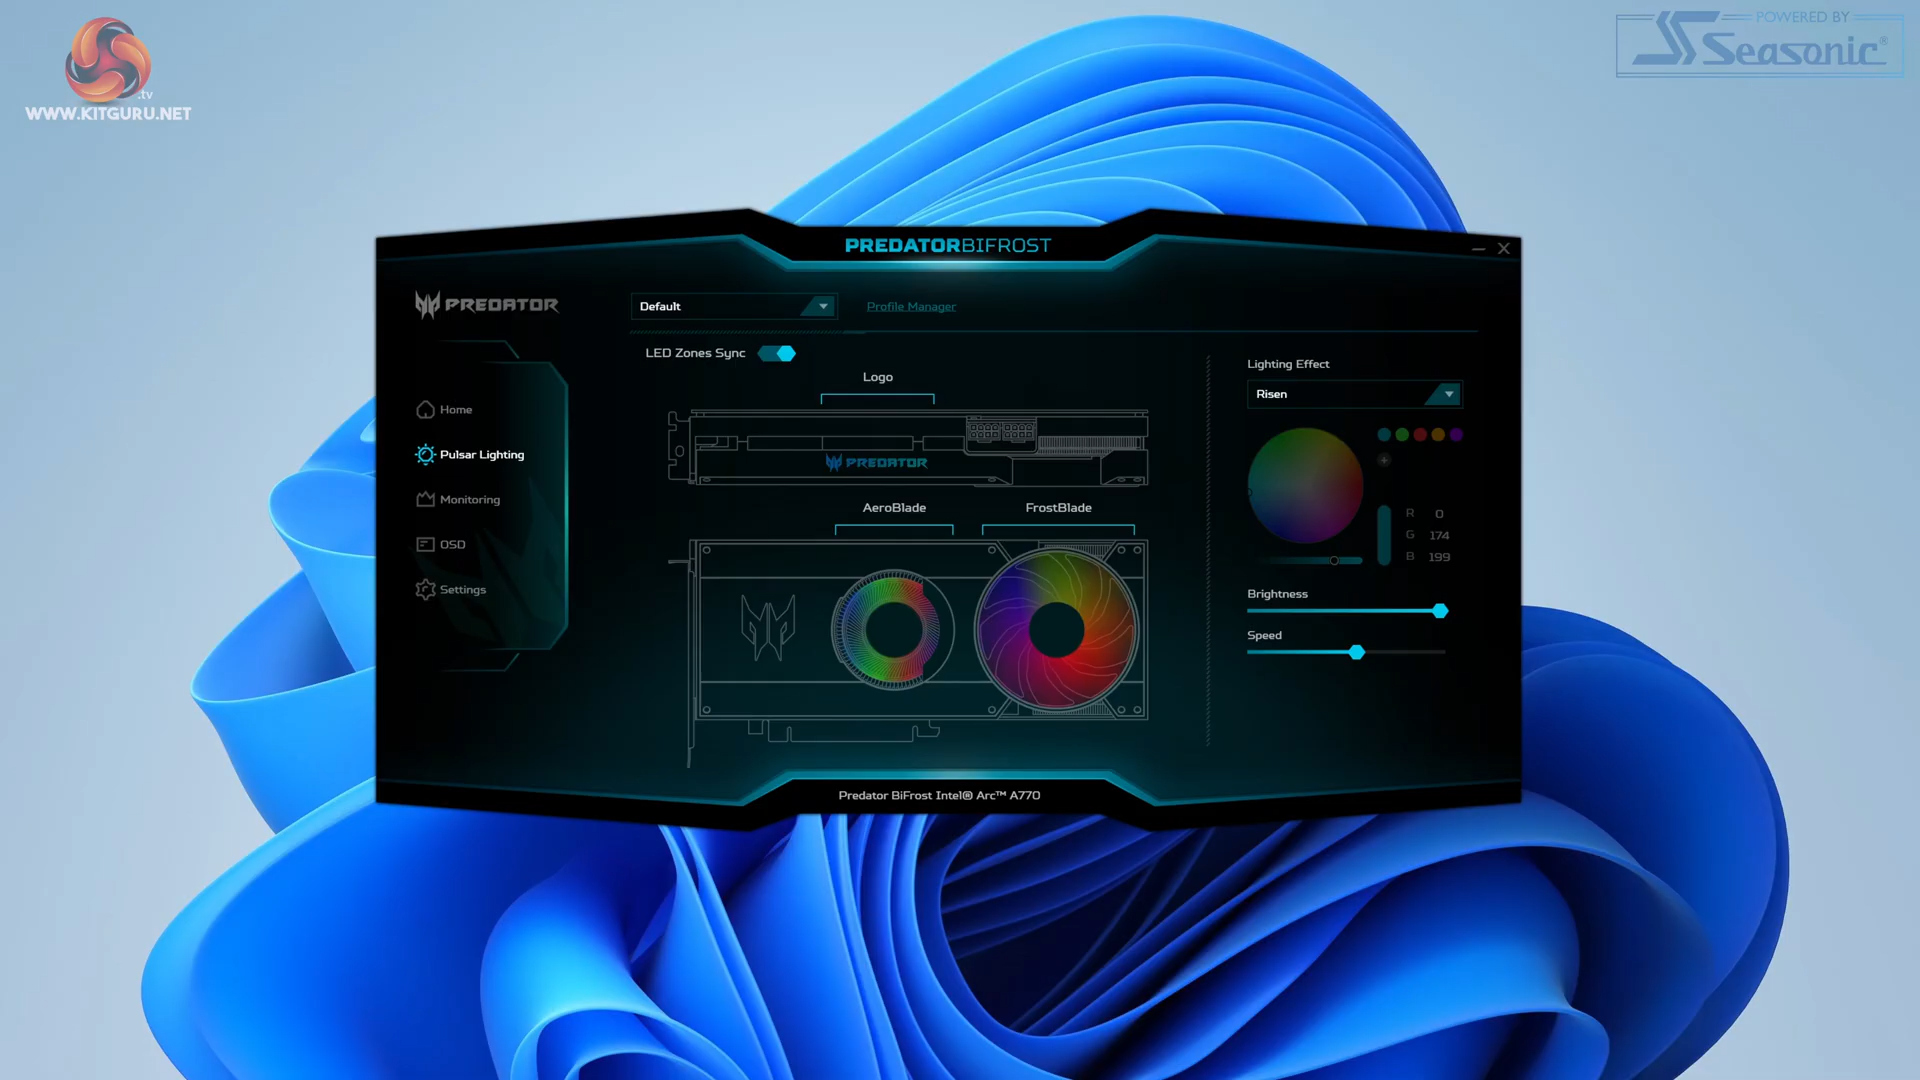 .tv
WWW.KITGURU.NET
POWERED BY
Seasonic®
PREDATORBIFROST
PREDATOR
Default
Profile Manager
LED Zones Sync
Logo
Lighting Effect
Risen
Home
Pulsar Lighting
Monitoring
OSD
Settings
PREDATOR
AeroBlade
FrostBlade
R 0
G 174
B 199
Brightness
Speed
Predator BiFrost Intel® Arc™ A770